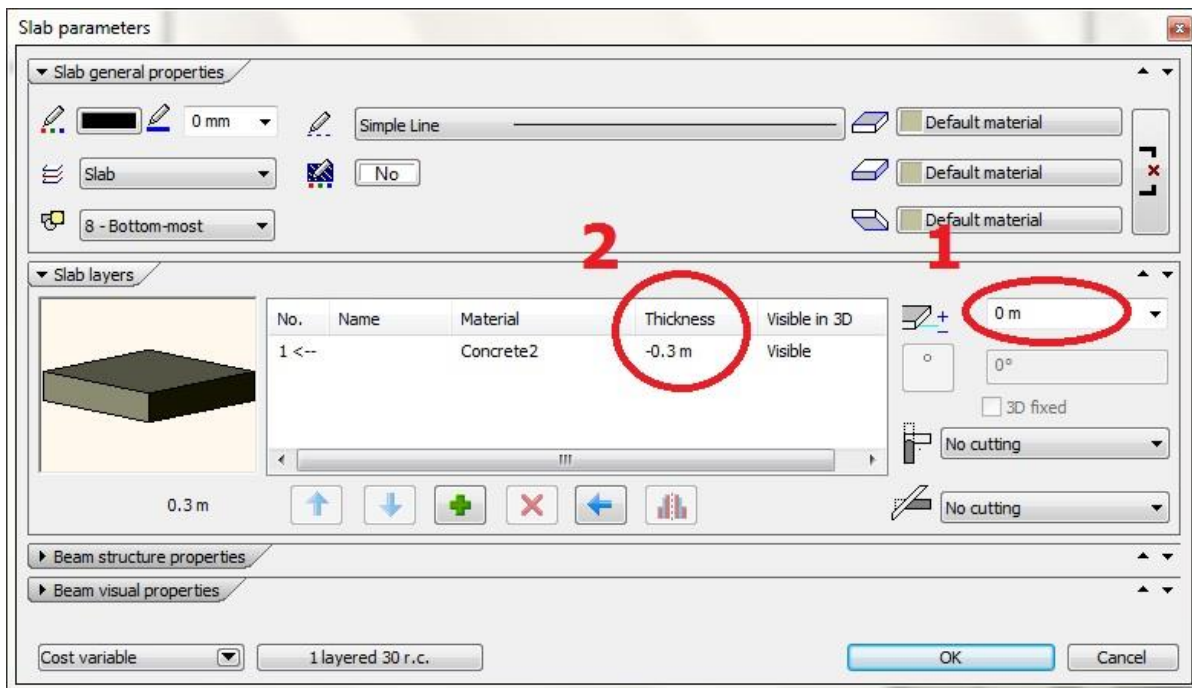 Slab parameters
Slab general properties
0 mm
Simple Line
Default material
Slab
No
Default material
8 - Bottom-most
Default material
2
1
Slab layers
No. Name Material Thickness Visible in 3D
0 m
1 <-- Concrete2 -0.3 m Visible
0°
3D fixed
No cutting
0.3 m
No cutting
Beam structure properties
Beam visual properties
Cost variable
1 layered 30 r.c.
OK
Cancel